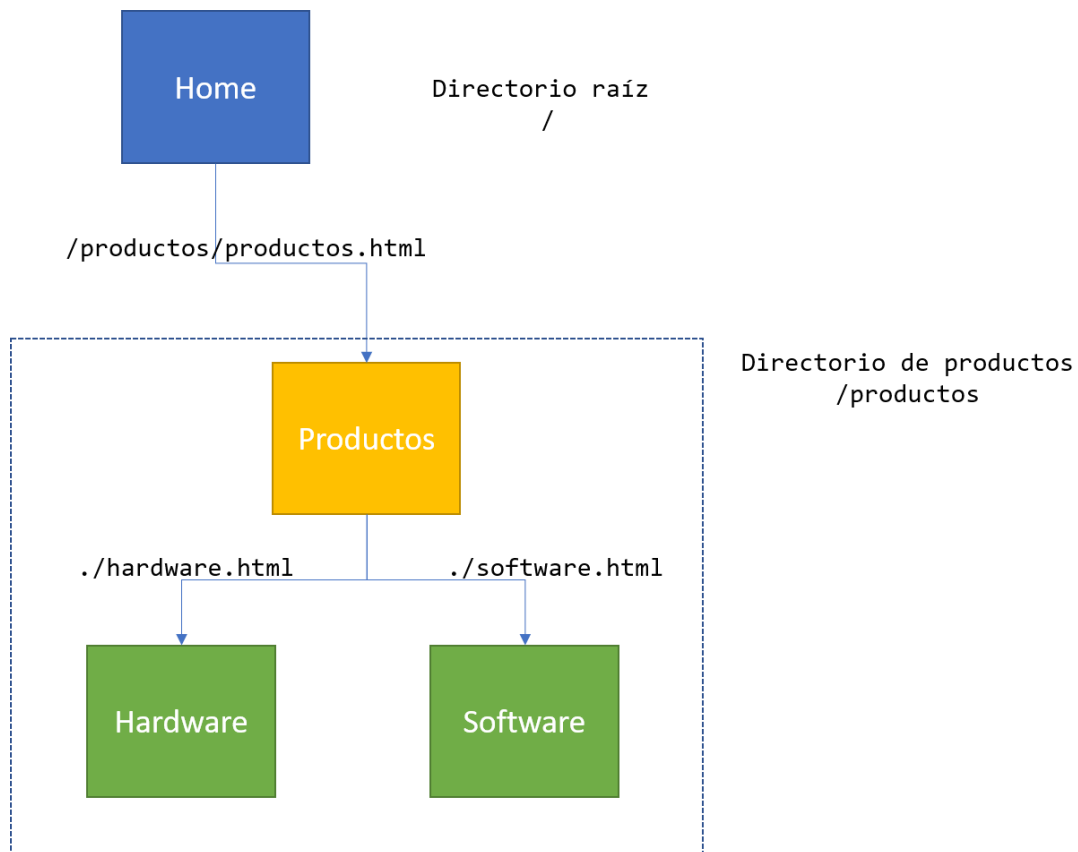 Home
Directorio raíz
/
/productos/productos.html
Directorio de productos
/productos
Productos
./hardware.html
./software.html
Hardware
Software